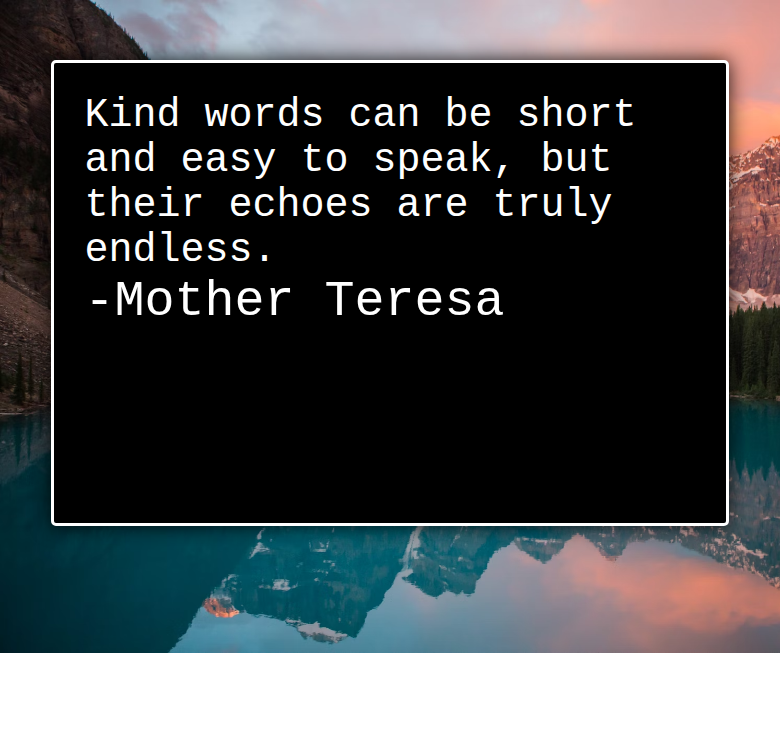 Kind words can be short
and easy to speak, but
their echoes are truly
endless.
-Mother Teresa